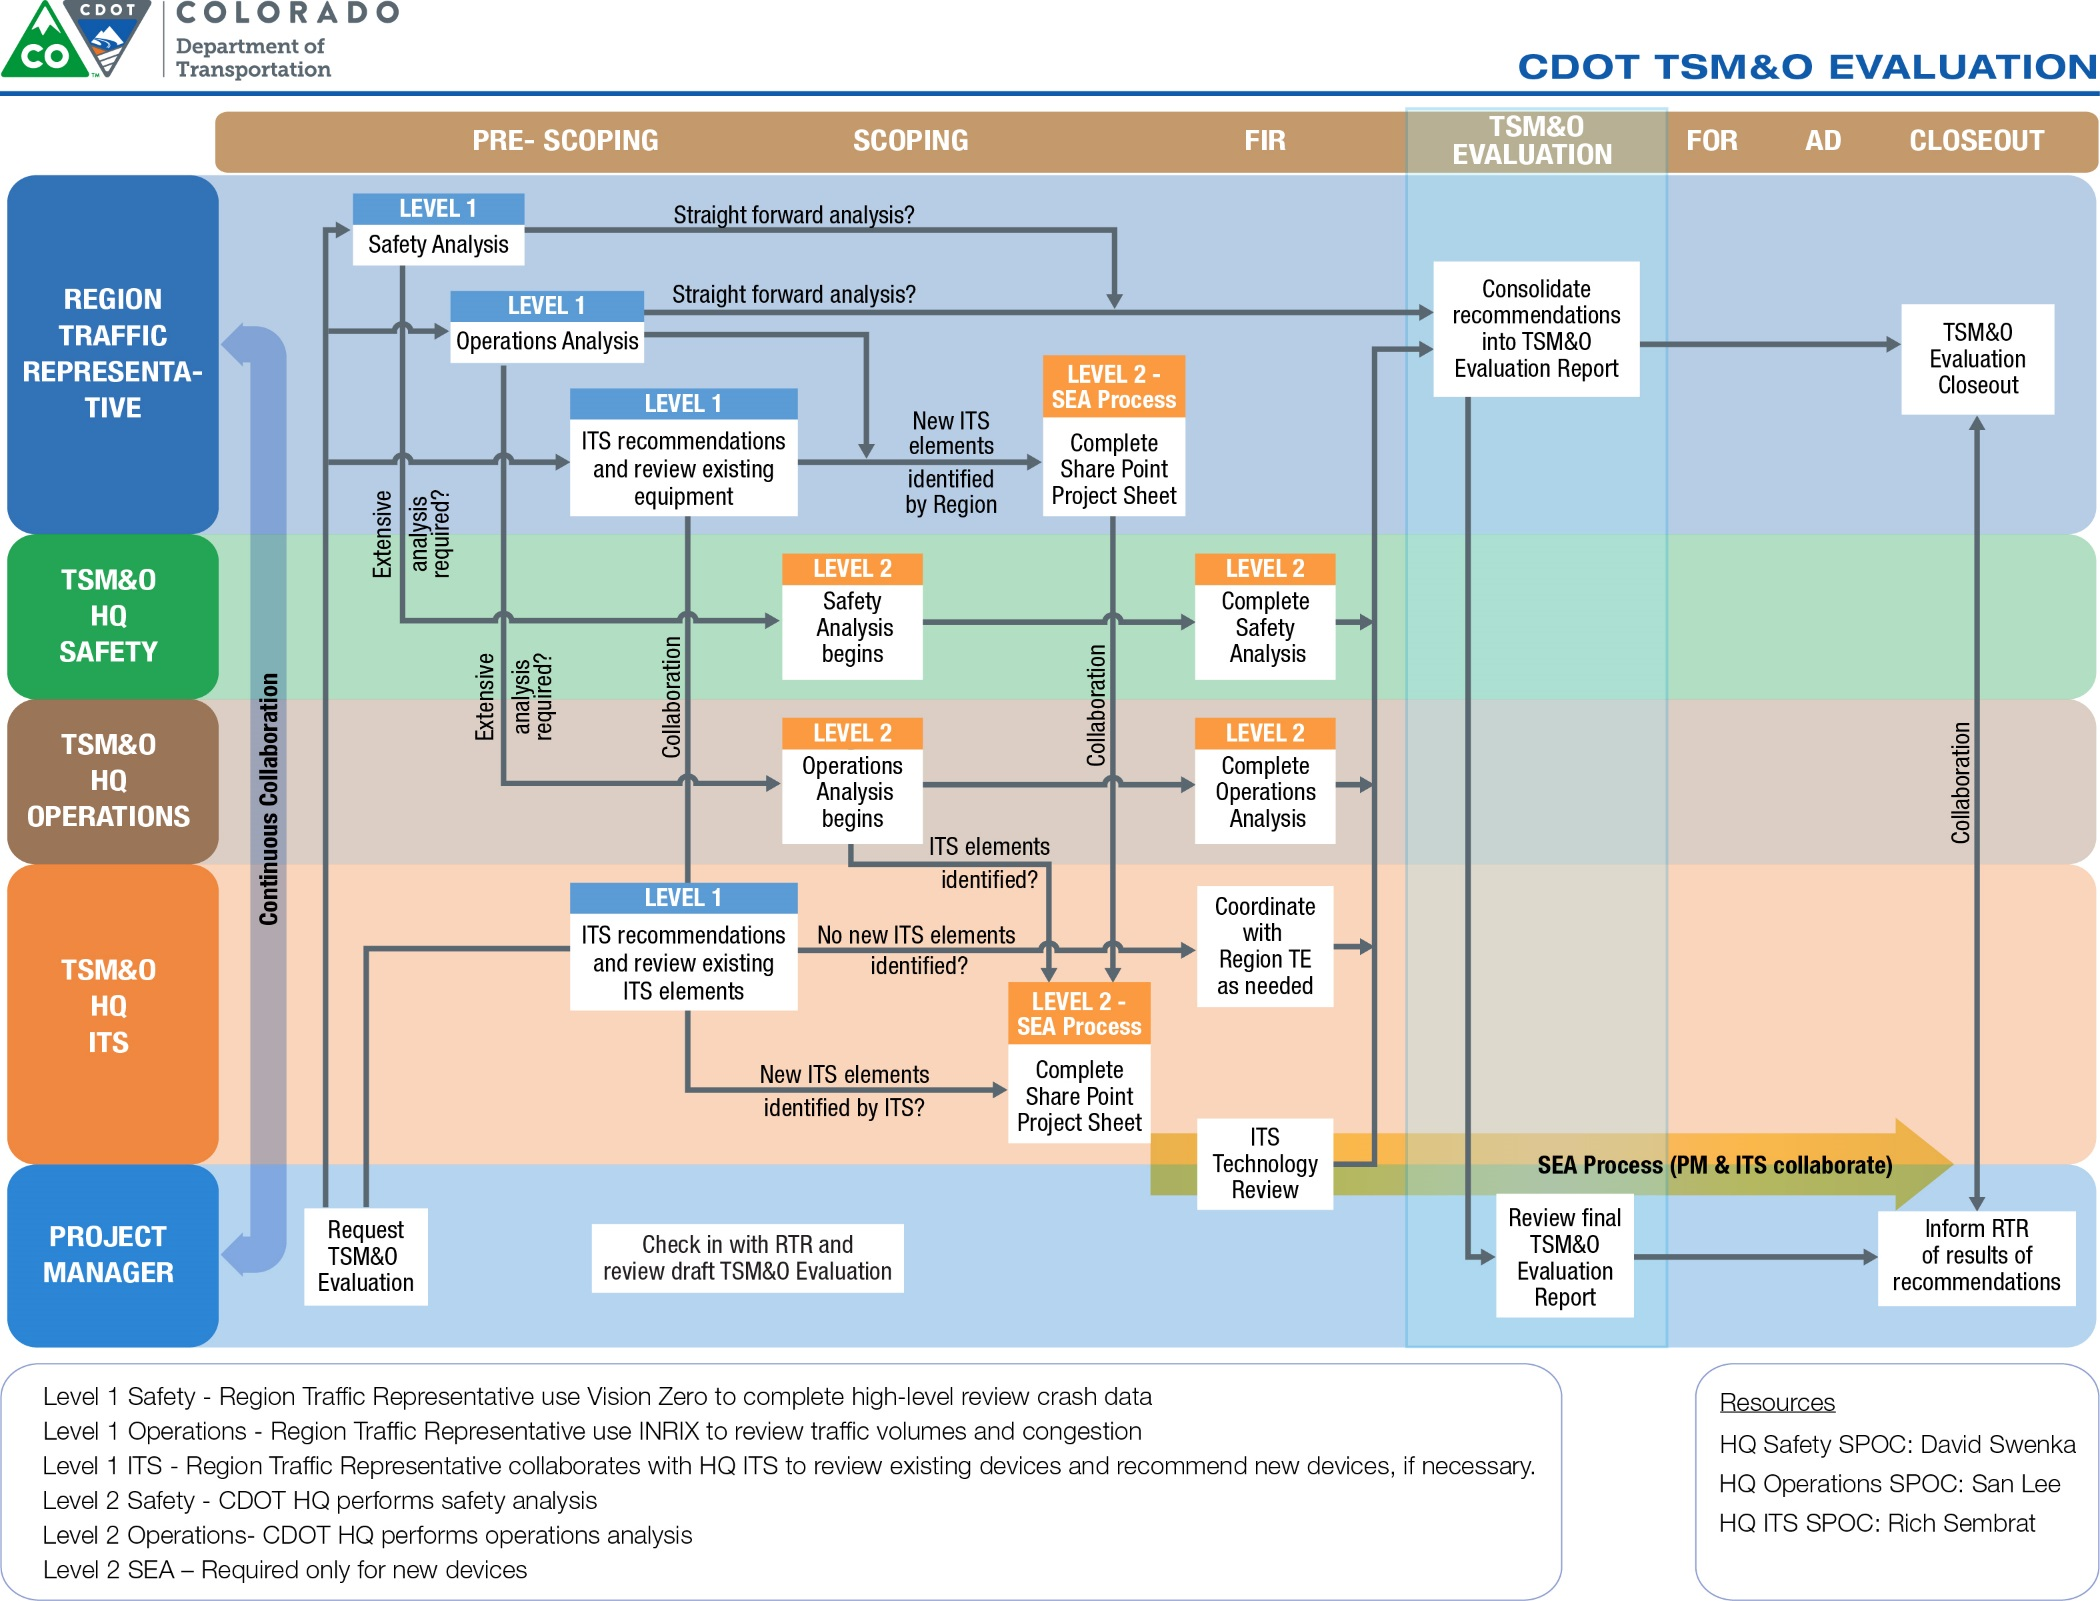 CDOT
CO
TM
COLORADO
Department of
Transportation
CDOT TSM&O EVALUATION
PRE- SCOPING
SCOPING
FIR
TSM&O
EVALUATION
FOR
AD
CLOSEOUT
REGION
TRAFFIC
REPRESENTA-
TIVE
LEVEL 1
Safety Analysis
Straight forward analysis?
LEVEL 1
Operations Analysis
Straight forward analysis?
LEVEL 1
ITS recommendations
and review existing
equipment
New ITS
elements
identified
by Region
LEVEL 2 -
SEA Process
Complete
Share Point
Project Sheet
Consolidate
recommendations
into TSM&O
Evaluation Report
TSM&O
Evaluation
Closeout
Extensive
analysis
required?
TSM&O
HQ
SAFETY
LEVEL 2
Safety
Analysis
begins
LEVEL 2
Complete
Safety
Analysis
Extensive
analysis
required?
Collaboration
Collaboration
TSM&O
HQ
OPERATIONS
LEVEL 2
Operations
Analysis
begins
LEVEL 2
Complete
Operations
Analysis
Collaboration
Continuous Collaboration
ITS elements
identified?
TSM&O
HQ
ITS
LEVEL 1
ITS recommendations
and review existing
ITS elements
No new ITS elements
identified?
Coordinate
with
Region TE
as needed
New ITS elements
identified by ITS?
LEVEL 2 -
SEA Process
Complete
Share Point
Project Sheet
ITS
Technology
Review
SEA Process (PM & ITS collaborate)
PROJECT
MANAGER
Request
TSM&O
Evaluation
Check in with RTR and
review draft TSM&O Evaluation
Review final
TSM&O
Evaluation
Report
Inform RTR
of results of
recommendations
Level 1 Safety - Region Traffic Representative use Vision Zero to complete high-level review crash data
Level 1 Operations - Region Traffic Representative use INRIX to review traffic volumes and congestion
Level 1 ITS - Region Traffic Representative collaborates with HQ ITS to review existing devices and recommend new devices, if necessary.
Level 2 Safety - CDOT HQ performs safety analysis
Level 2 Operations- CDOT HQ performs operations analysis
Level 2 SEA – Required only for new devices
Resources
HQ Safety SPOC: David Swenka
HQ Operations SPOC: San Lee
HQ ITS SPOC: Rich Sembrat